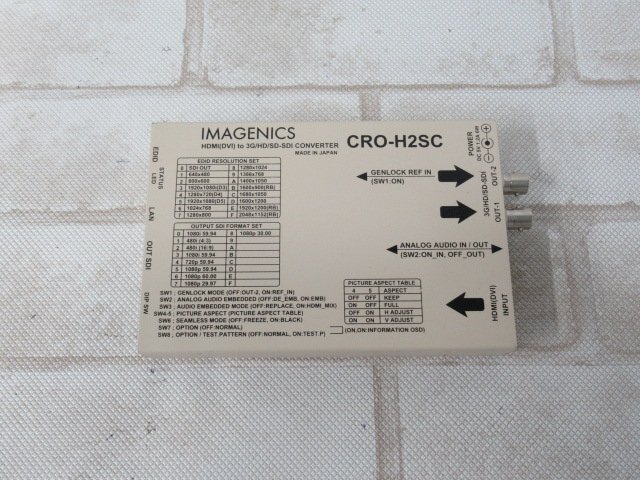 IMAGENICS
HDMI(DVI) to 3G/HD/SD-SDI CONVERTER
MADE IN JAPAN
CRO-H2SC
EDID
STATUS LED
LAN
OUT SDI
DIP SW
EDID RESOLUTION SET
0 SDI OUT 8 1280x1024
1 640x480 9 1366x768
2 800x600 A 1400x1050
3 1920x1080(D3) B 1600x900(RB)
4 1280x720(D4) C 1680x1050
5 1920x1080(D5) D 1600x1200
6 1024x768 E 1920x1200(RB)
7 1280x800 F 2048x1152(RB)
OUTPUT SDI FORMAT SET
0 1080i 59.94 8 1080p 30.00
1 480i (4:3) 9
2 480i (16:9) A
3 1080i 59.94 B
4 720p 59.94 C
5 1080p 59.94 D
6 1080p 60.00 E
7 1080p 29.97 F
GENLOCK REF IN
(SW1:ON)
ANALOG AUDIO IN / OUT
(SW2:ON_IN, OFF_OUT)
POWER
DC 5V 1.2A 6W
3G/HD/SD-SDI
OUT-2
OUT-1
HDMI(DVI)
INPUT
SW1 ; GENLOCK MODE (OFF:OUT-2, ON:REF_IN)
SW2 ; ANALOG AUDIO EMBEDDED (OFF:DE_EMB, ON:EMB)
SW3 ; AUDIO EMBEDDED MODE (OFF:REPLACE, ON:HDMI_MIX)
SW4-5 ; PICTURE ASPECT (PICTURE ASPECT TABLE)
SW6 ; SEAMLESS MODE (OFF:FREEZE, ON:BLACK)
SW7 ; OPTION (OFF:NORMAL)
SW8 ; OPTION / TEST.PATTERN (OFF:NORMAL, ON:TEST.P)
(ON,ON:INFORMATION OSD)
PICTURE ASPECT TABLE
4 5 ASPECT
OFF OFF KEEP
ON OFF FULL
OFF ON H ADJUST
ON ON V ADJUST